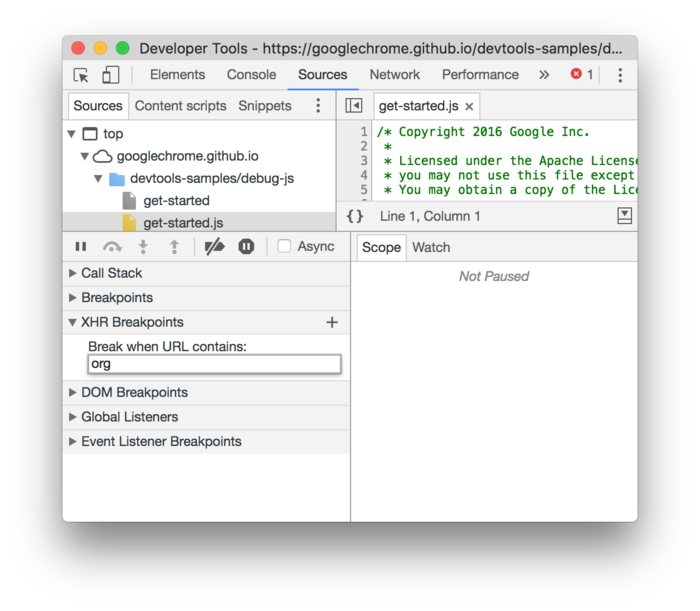 Developer Tools - https://googlechrome.github.io/devtools-samples/d...
Elements Console Sources Network Performance » 1
Sources Content scripts Snippets
get-started.js ×
top
googlechrome.github.io
devtools-samples/debug-js
get-started
get-started.js
1 /* Copyright 2016 Google Inc.
2 *
3 * Licensed under the Apache License
4 * you may not use this file except
5 * You may obtain a copy of the Lice
{} Line 1, Column 1
Async
Scope Watch
Call Stack
Not Paused
Breakpoints
XHR Breakpoints +
Break when URL contains:
org
DOM Breakpoints
Global Listeners
Event Listener Breakpoints